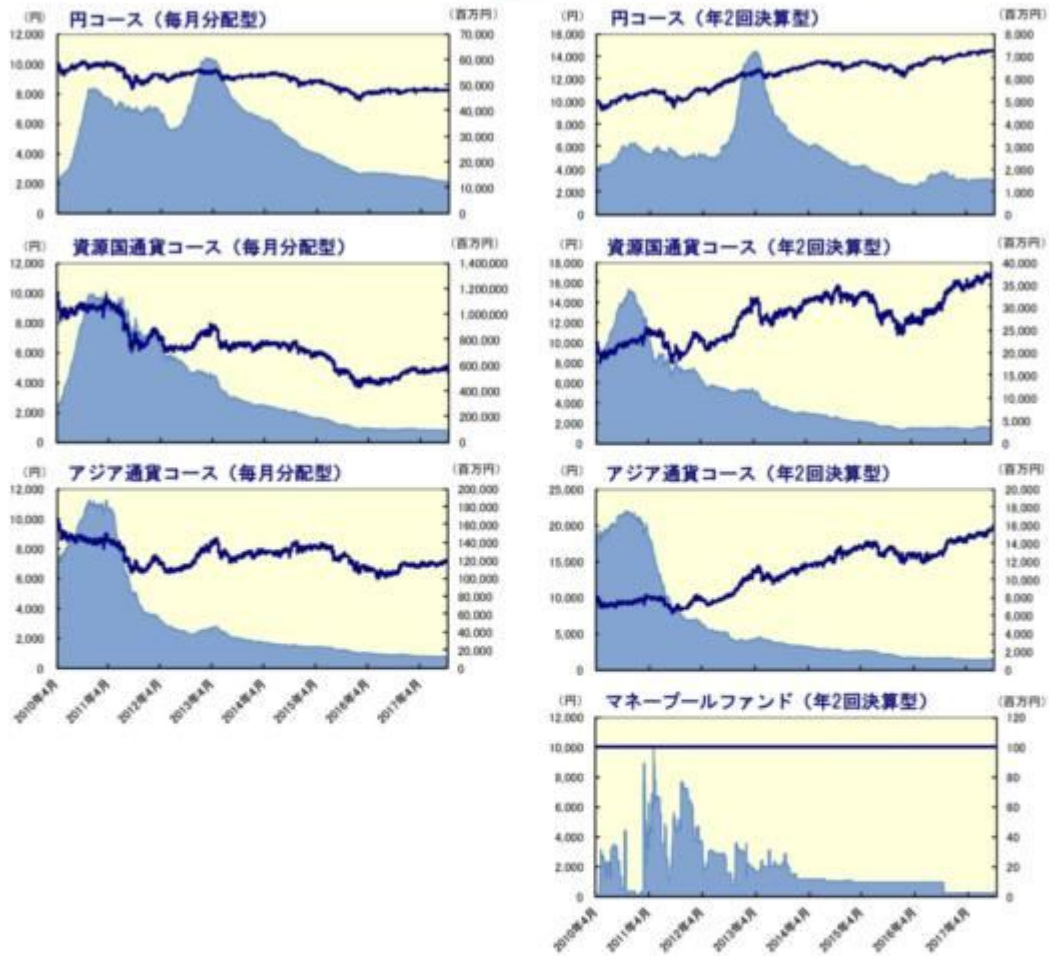 (円) 円コース（毎月分配型） (百万円)
12,000 10,000 8,000 6,000 4,000 2,000 0
70,000 60,000 50,000 40,000 30,000 20,000 10,000 0
(円) 円コース（年2回決算型） (百万円)
16,000 14,000 12,000 10,000 8,000 6,000 4,000 2,000 0
8,000 7,000 6,000 5,000 4,000 3,000 2,000 1,000 0
(円) 資源国通貨コース（毎月分配型） (百万円)
12,000 10,000 8,000 6,000 4,000 2,000 0
1,400,000 1,200,000 1,000,000 800,000 600,000 400,000 200,000 0
(円) 資源国通貨コース（年2回決算型） (百万円)
18,000 16,000 14,000 12,000 10,000 8,000 6,000 4,000 2,000 0
40,000 35,000 30,000 25,000 20,000 15,000 10,000 5,000 0
(円) アジア通貨コース（毎月分配型） (百万円)
12,000 10,000 8,000 6,000 4,000 2,000 0
200,000 180,000 160,000 140,000 120,000 100,000 80,000 60,000 40,000 20,000 0
2010年4月 2011年4月 2012年4月 2013年4月 2014年4月 2015年4月 2016年4月 2017年4月
(円) アジア通貨コース（年2回決算型） (百万円)
25,000 20,000 15,000 10,000 5,000 0
20,000 18,000 16,000 14,000 12,000 10,000 8,000 6,000 4,000 2,000 0
(円) マネープールファンド（年2回決算型） (百万円)
12,000 10,000 8,000 6,000 4,000 2,000 0
120 100 80 60 40 20 0
2010年4月 2011年4月 2012年4月 2013年4月 2014年4月 2015年4月 2016年4月 2017年4月